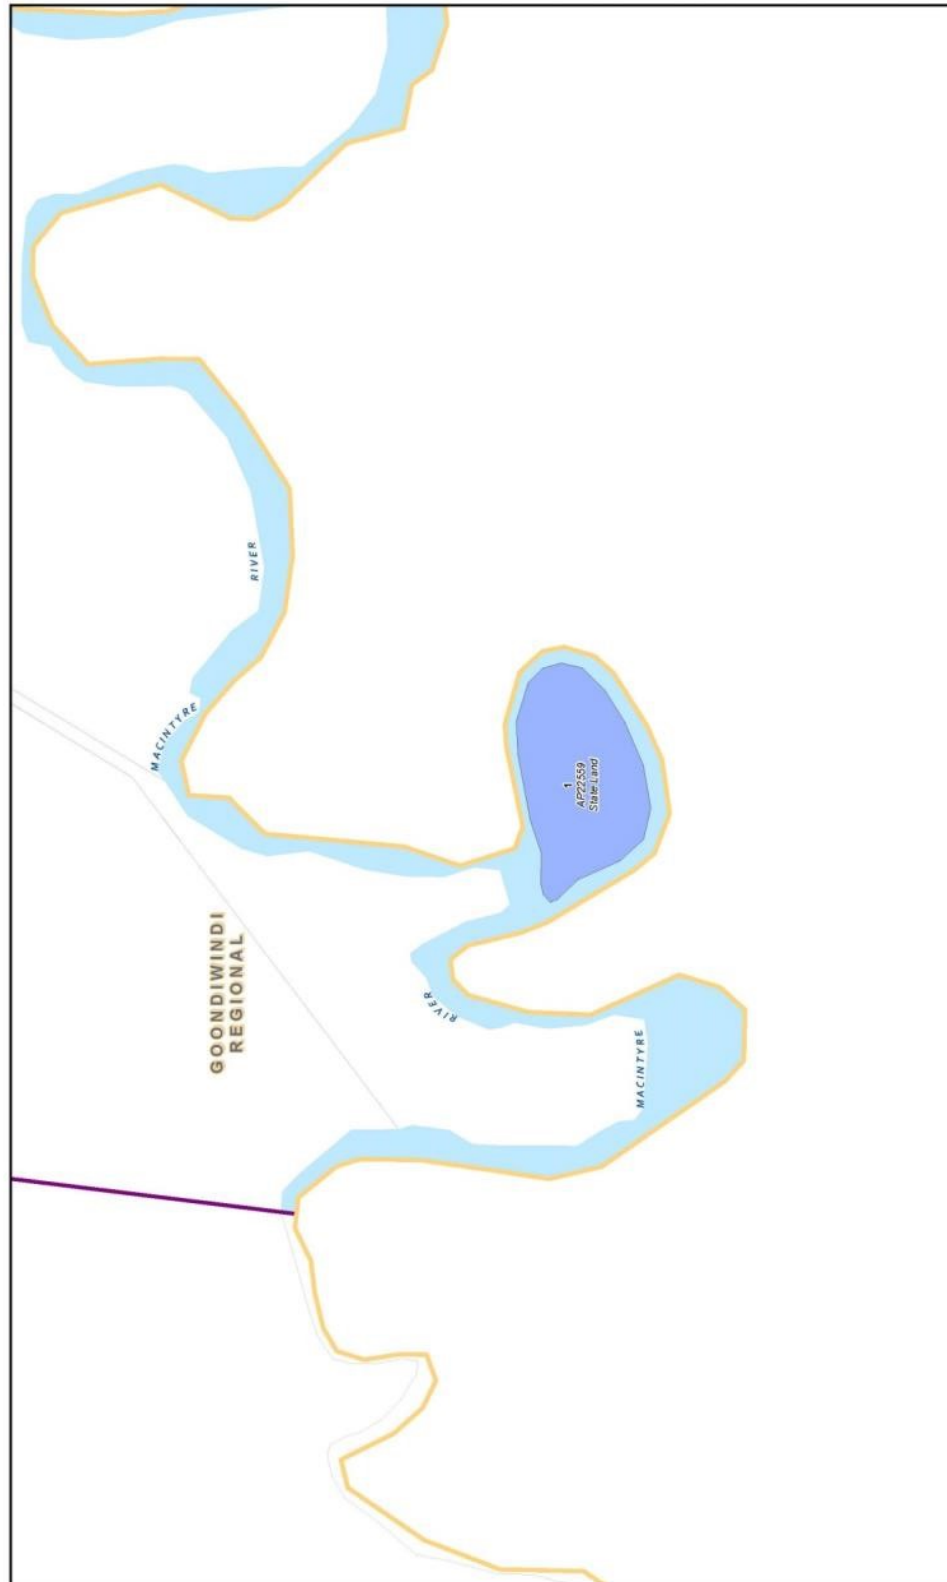 RIVER
MACINTYRE
1
AP22559
State Land
GOONDIWINDI
REGIONAL
RIVER
MACINTYRE